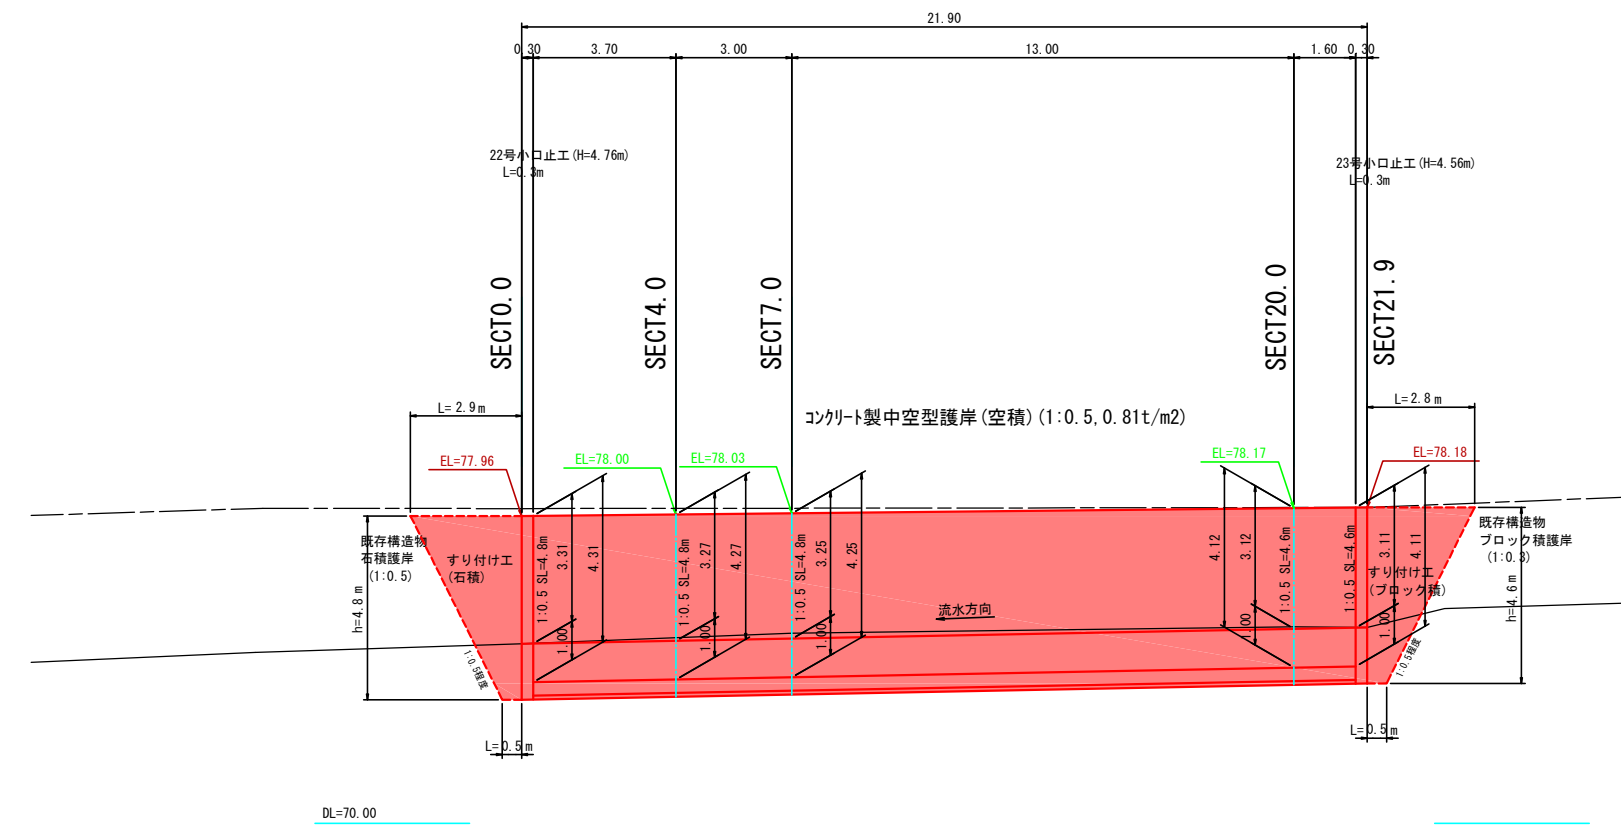 21.90
0.30
3.70
3.00
13.00
1.60
0.30
22号小口止工(H=4.76m)
L=0.3m
23号小口止工(H=4.56m)
L=0.3m
SECT0.0
SECT4.0
SECT7.0
SECT20.0
SECT21.9
L=2.9m
L=2.8m
コンクリート製中空型護岸(空積)(1:0.5,0.81t/m2)
EL=77.96
EL=78.00
EL=78.03
EL=78.17
EL=78.18
既存構造物
石積護岸
(1:0.5)
すり付け工
(石積)
h=4.8m
1:0.5 SL=4.8m
3.31
4.31
1.00
1:0.5 SL=4.8m
3.27
4.27
1.00
1:0.5 SL=4.8m
3.25
4.25
1.00
流水方向
4.12
3.12
1.00
1:0.5 SL=4.6m
1:0.5 SL=4.6m
3.11
4.11
1.00
すり付け工
(ブロック積)
既存構造物
ブロック積護岸
(1:0.3)
h=4.6m
1:0.5程度
1:0.5程度
L=0.5m
L=0.5m
DL=70.00